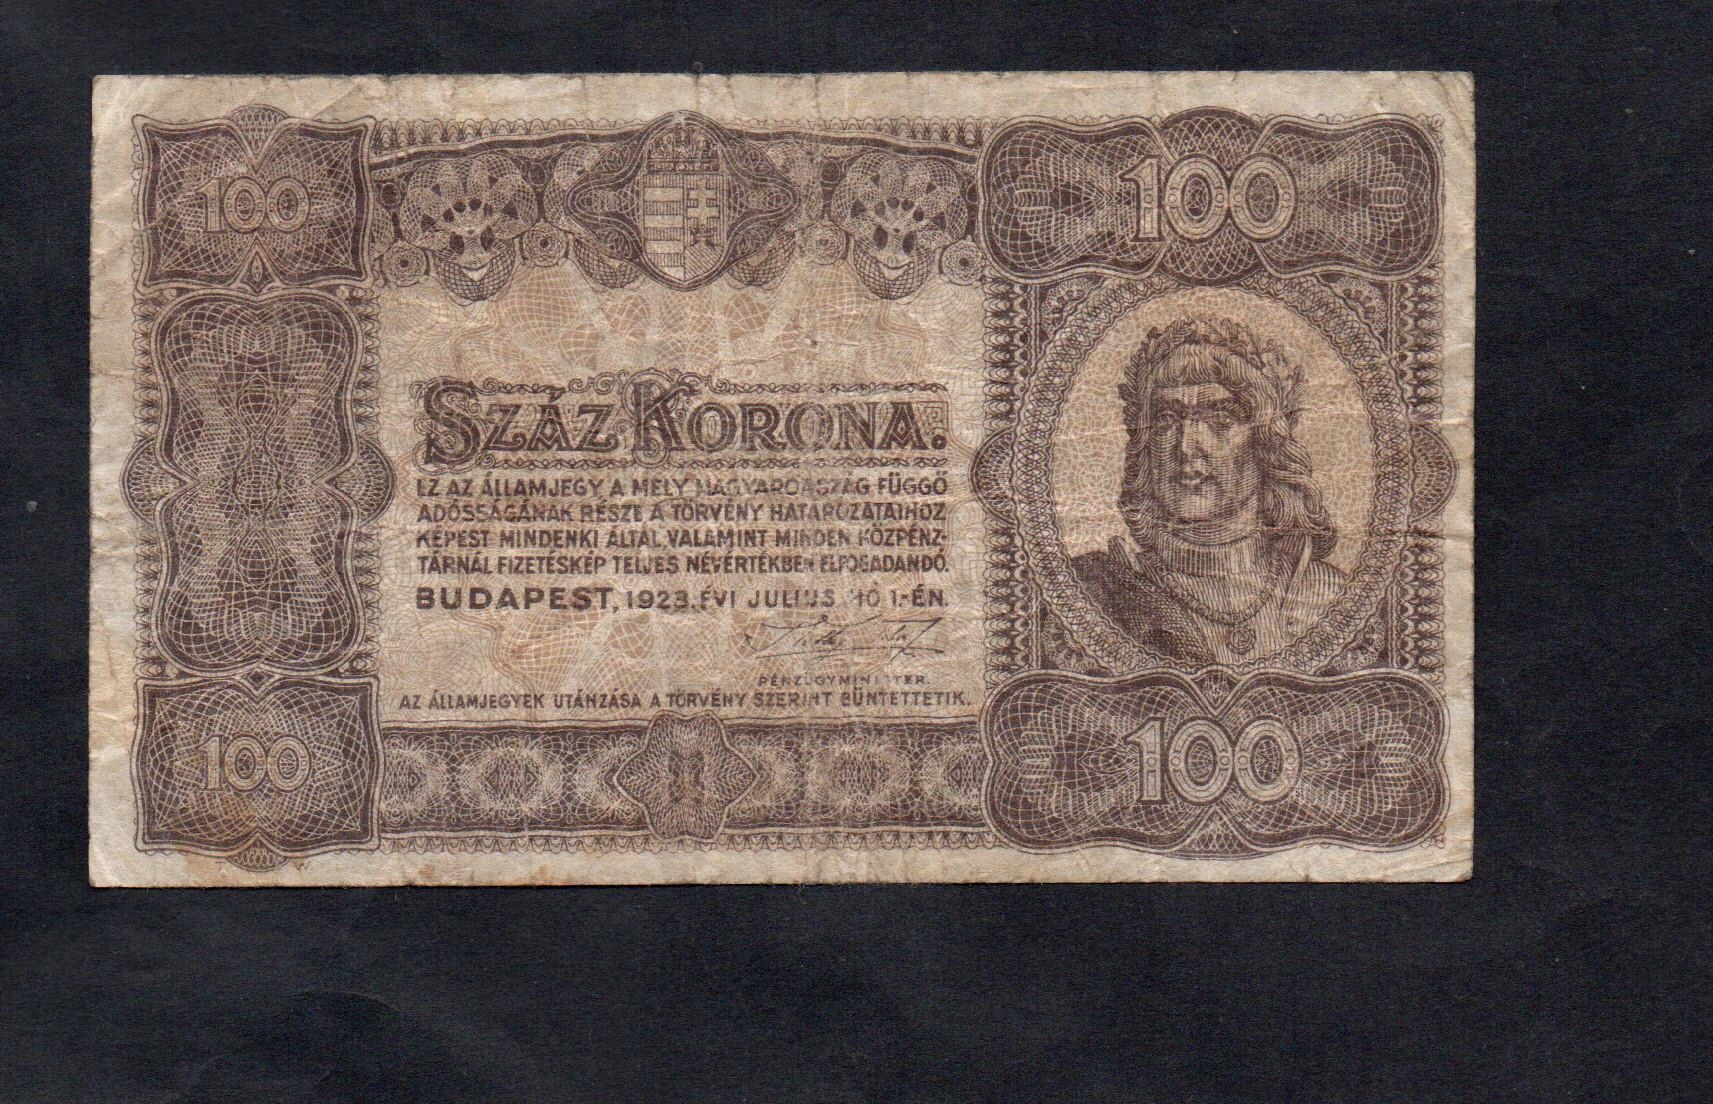 100
100
SZÁZ KORONA.
EZ AZ ÁLLAMJEGY A MELY MAGYARORSZÁG FÜGGŐ
ADÓSSÁGÁNAK RÉSZE A TÖRVÉNY HATÁROZATAIHOZ
KÉPEST MINDENKI ÁLTAL, VALAMINT MINDEN KÖZPÉNZ-
TÁRNÁL FIZETÉSKÉP TELJES NÉVÉRTÉKBEN ELFOGADANDÓ.
BUDAPEST, 1923. ÉVI JULIUS HÓ 1.-ÉN.
PÉNZÜGYMINISTER.
AZ ÁLLAMJEGYEK UTÁNZÁSA A TÖRVÉNY SZERINT BÜNTETTETIK.
100
100